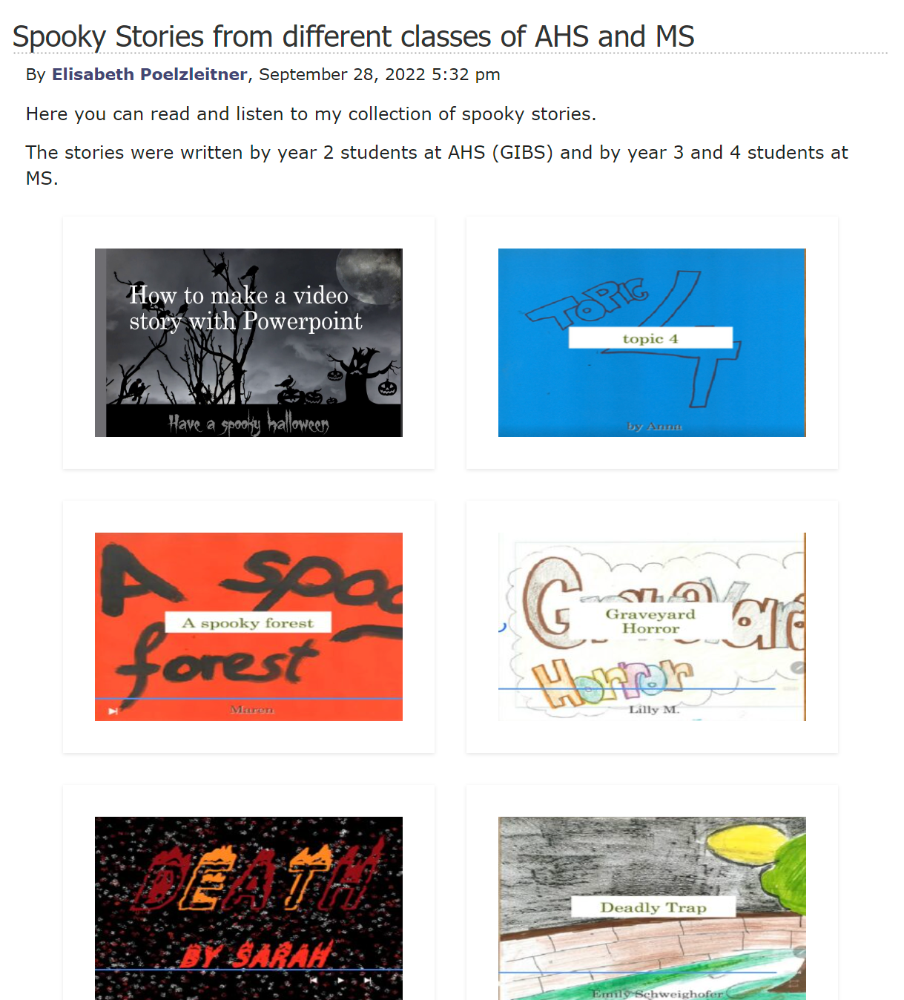 Spooky Stories from different classes of AHS and MS
By Elisabeth Poelzleitner, September 28, 2022 5:32 pm
Here you can read and listen to my collection of spooky stories.
The stories were written by year 2 students at AHS (GIBS) and by year 3 and 4 students at
MS.
How to make a video
story with Powerpoint
Have a spooky halloween
TOPIC
4
topic 4
by Anna
A spoo
A spooky forest
forest
Maren
Graveyard
Horror
Horror
Lilly M.
DEATH
BY SARAH
Deadly Trap
Emily Schweighofer